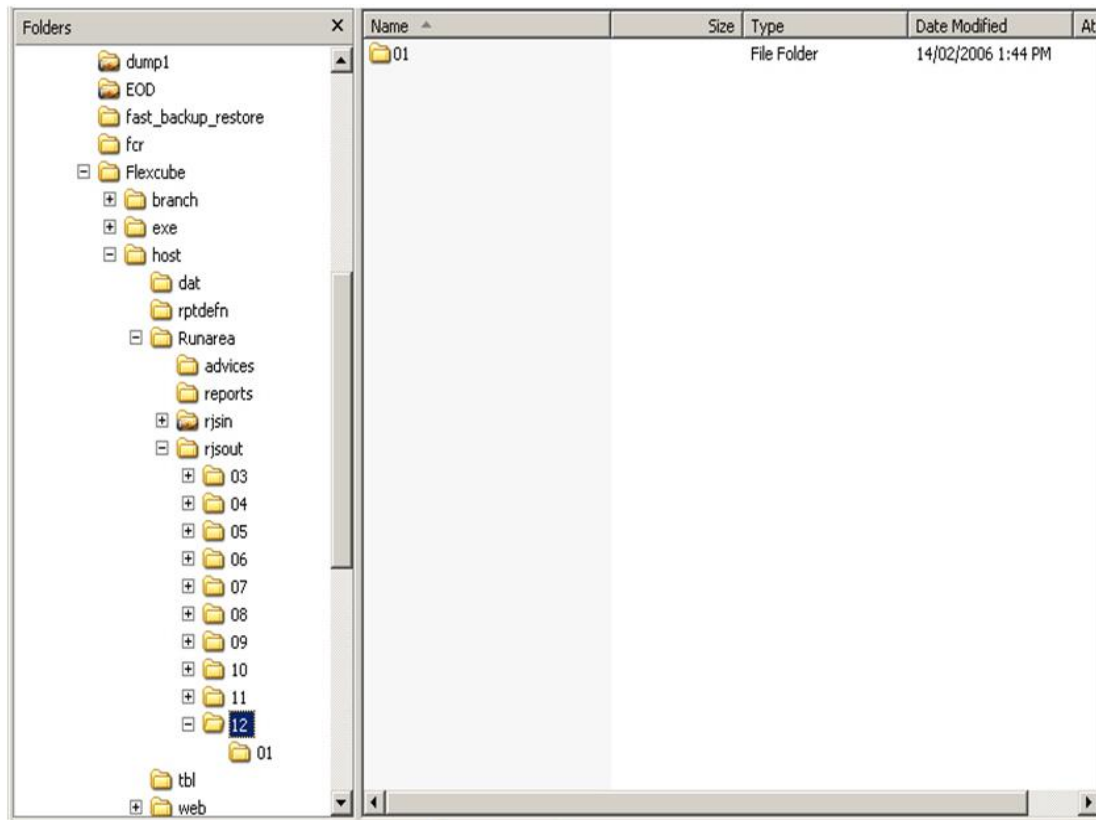 Folders X
dump1
EOD
fast_backup_restore
fcr
Flexcube
branch
exe
host
dat
rptdefn
Runarea
advices
reports
rjsin
rjsout
03
04
05
06
07
08
09
10
11
12
01
tbl
web
Name Size Type Date Modified At
01 File Folder 14/02/2006 1:44 PM